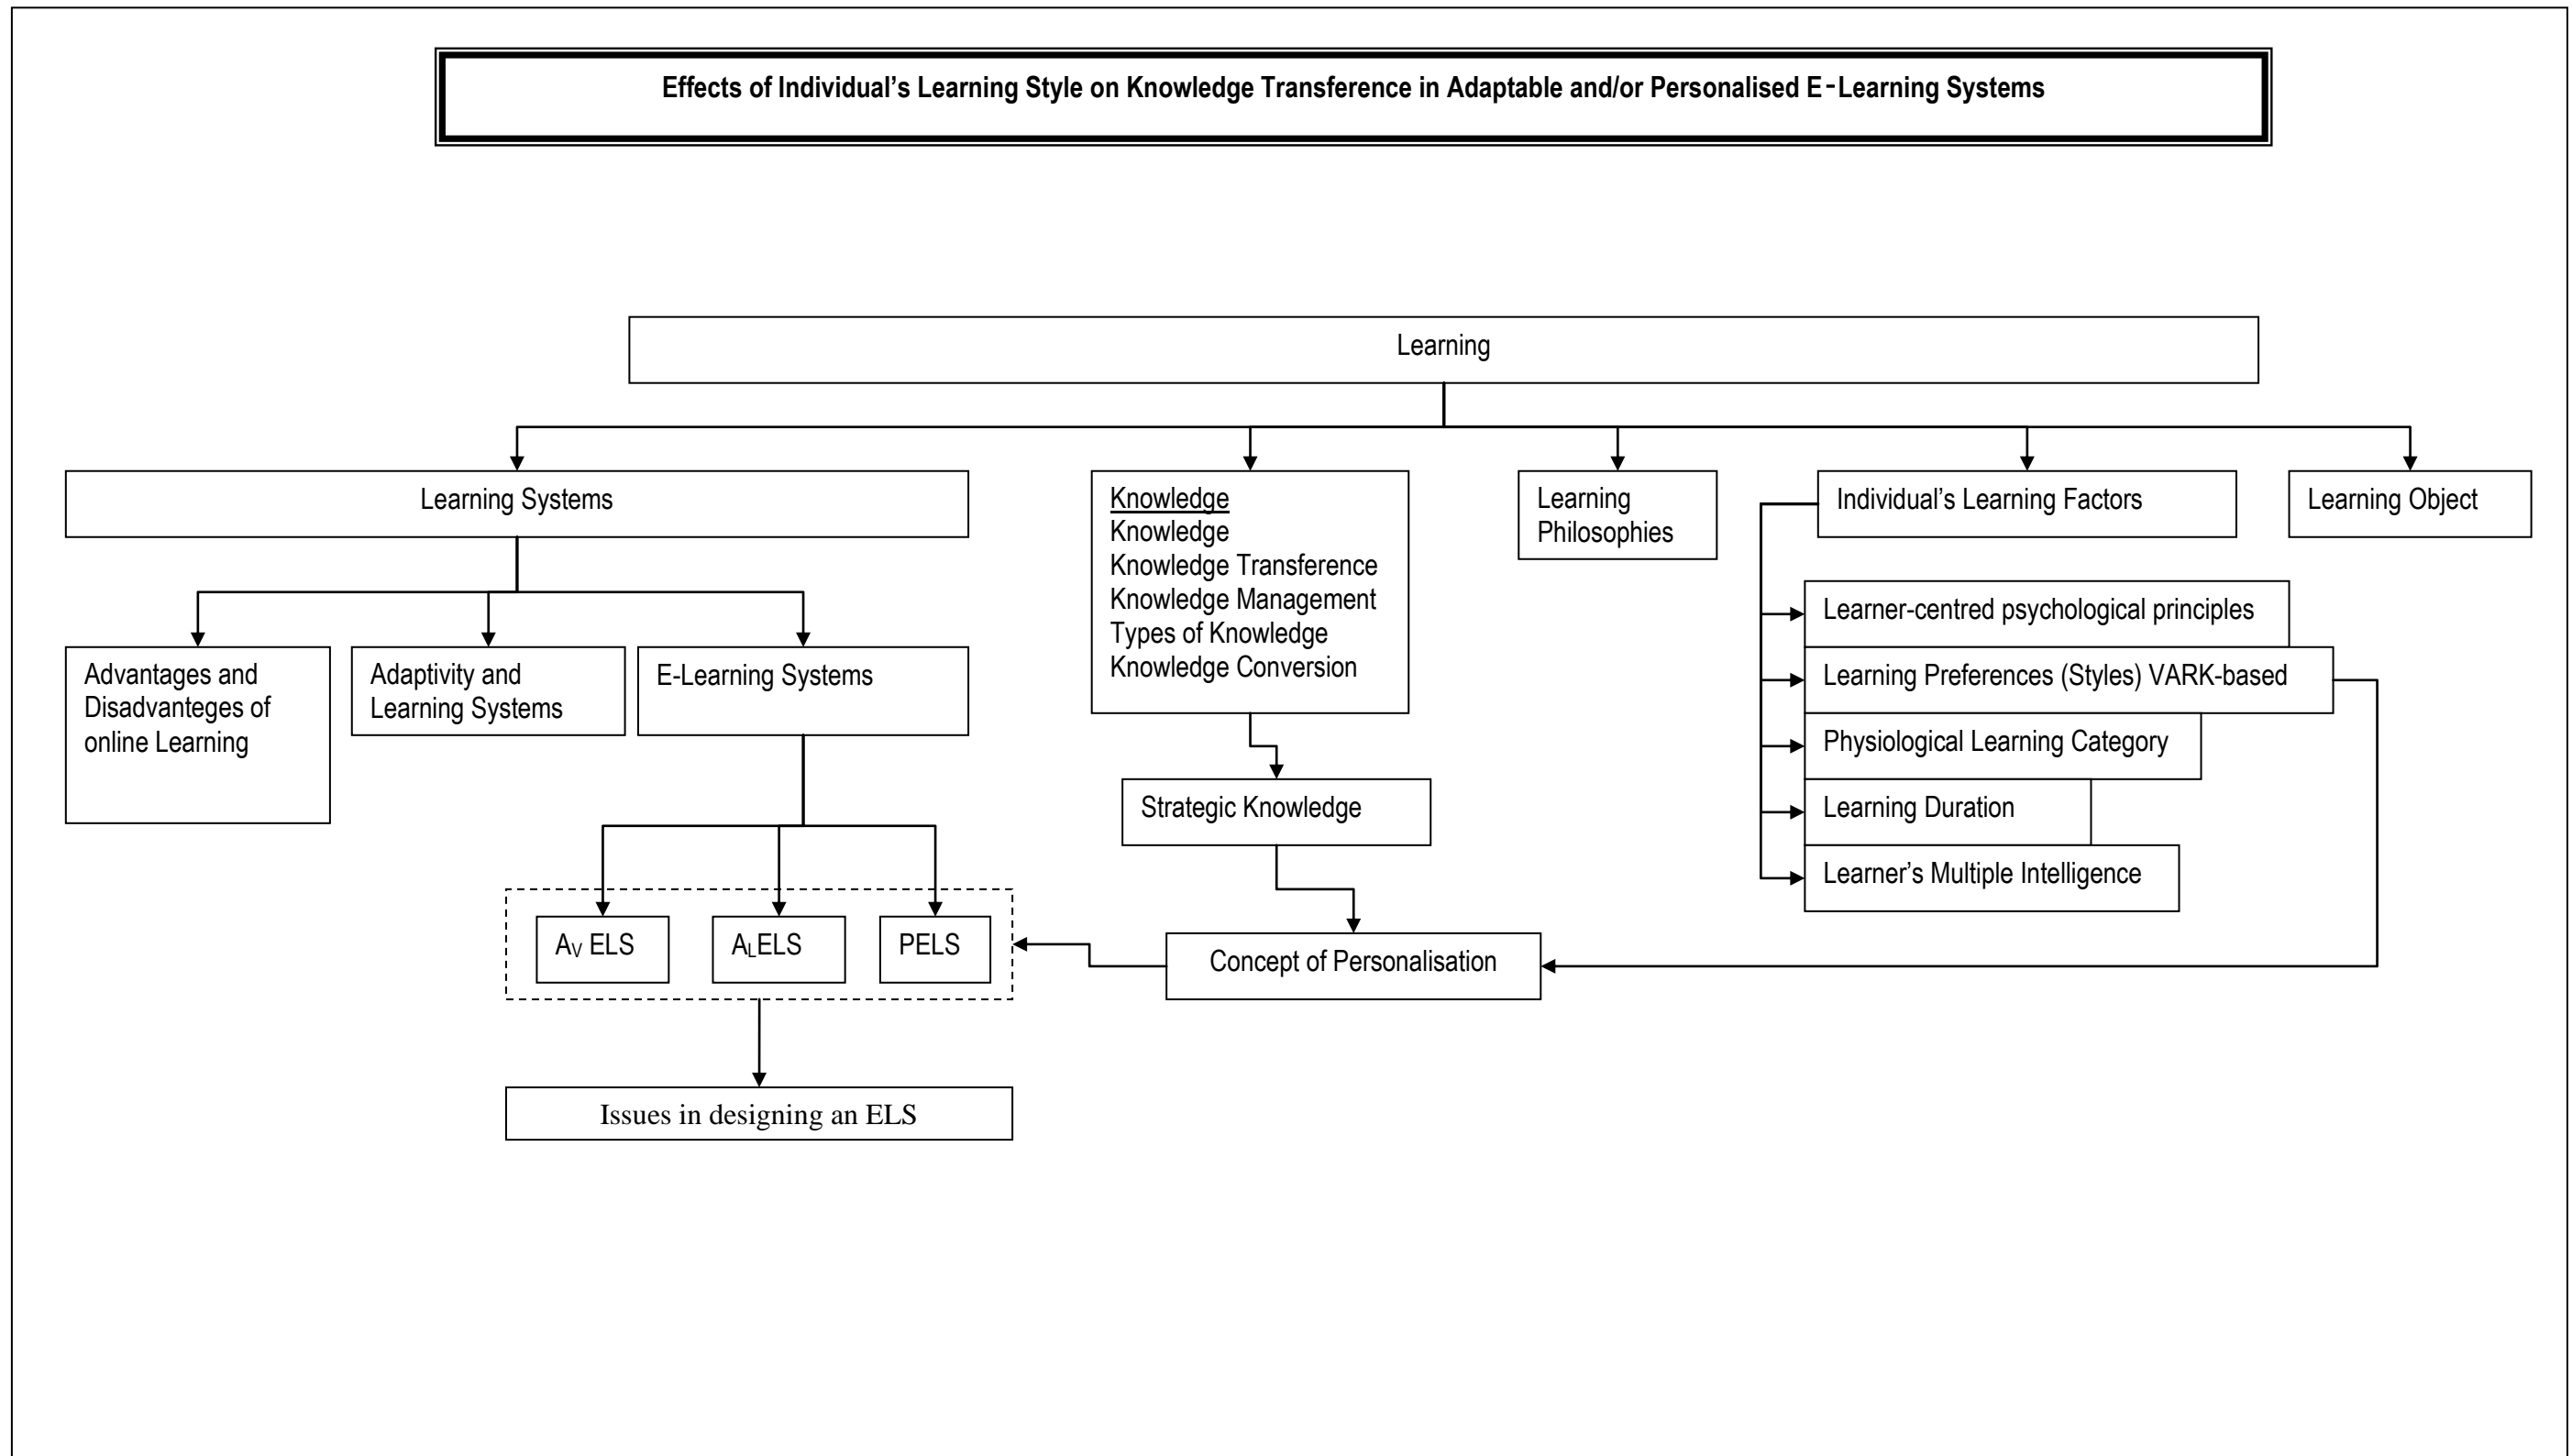 Effects of Individual’s Learning Style on Knowledge Transference in Adaptable and/or Personalised E-Learning Systems
Learning
Learning Systems
Knowledge
Knowledge
Knowledge Transference
Knowledge Management
Types of Knowledge
Knowledge Conversion
Learning
Philosophies
Individual’s Learning Factors
Learning Object
Advantages and
Disadvanteges of
online Learning
Adaptivity and
Learning Systems
E-Learning Systems
Learner-centred psychological principles
Learning Preferences (Styles) VARK-based
Physiological Learning Category
Learning Duration
Learner’s Multiple Intelligence
Strategic Knowledge
AV ELS
ALELS
PELS
Concept of Personalisation
Issues in designing an ELS